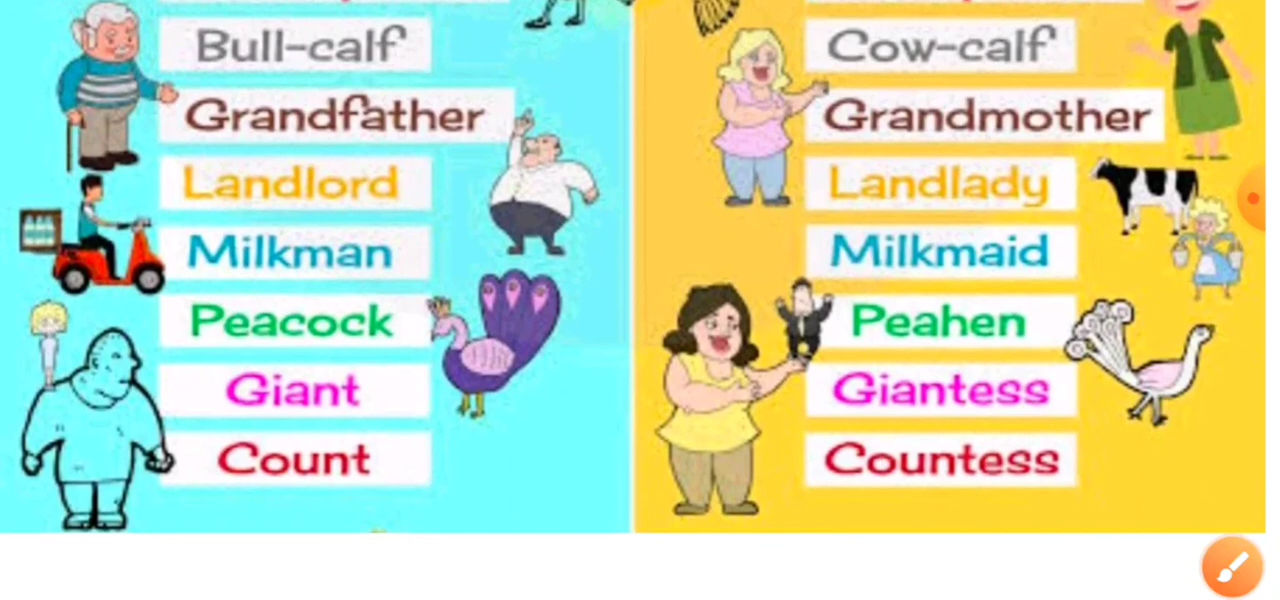 Bull-calf Cow-calf
Grandfather Grandmother
Landlord Landlady
Milkman Milkmaid
Peacock Peahen
Giant Giantess
Count Countess